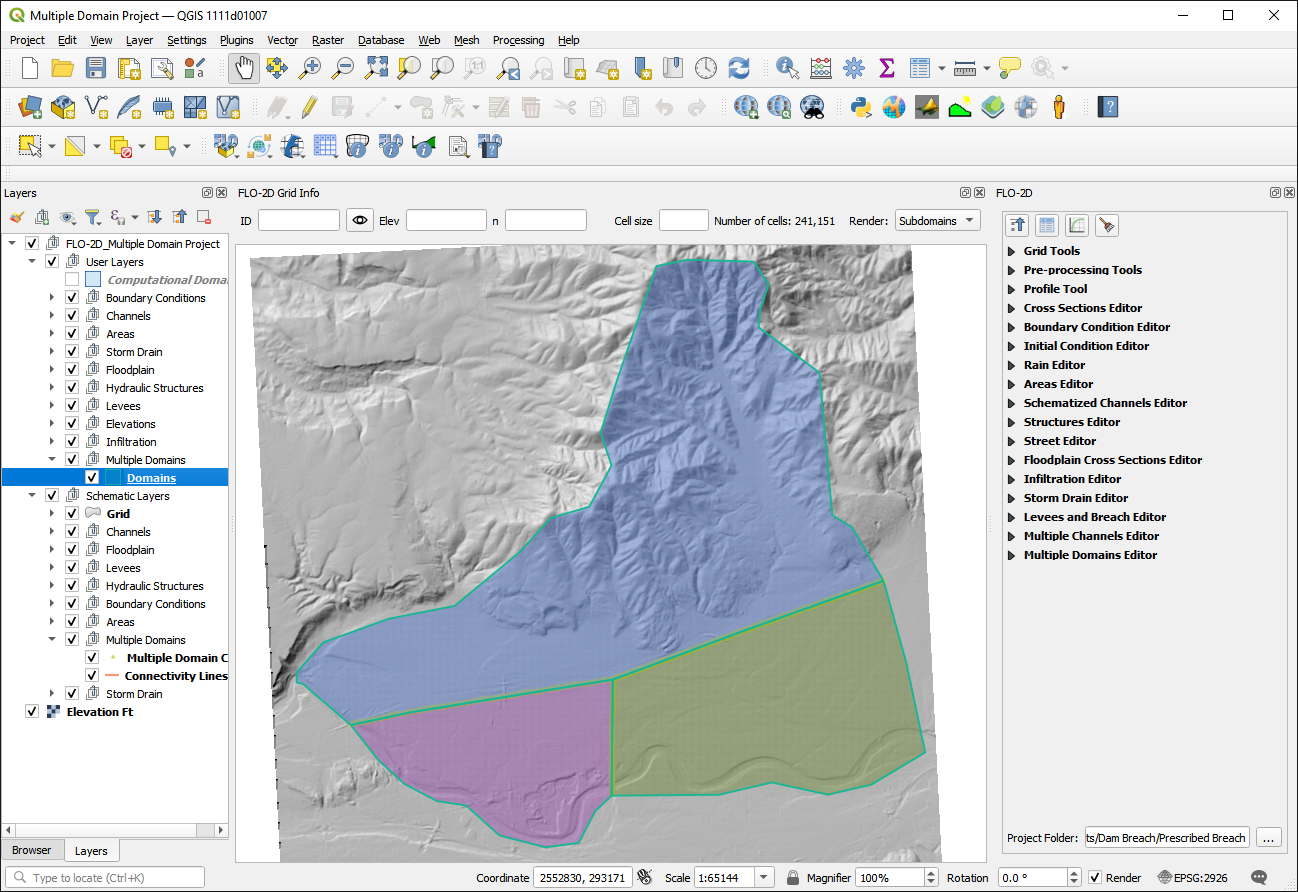 Multiple Domain Project — QGIS 1111d01007
Project Edit View Layer Settings Plugins Vector Raster Database Web Mesh Processing Help
Layers
FLO-2D Grid Info
FLO-2D
ID
Elev
n
Cell size
Number of cells: 241,151
Render:
Subdomains
FLO-2D_Multiple Domain Project
User Layers
Computational Doma
Boundary Conditions
Channels
Areas
Storm Drain
Floodplain
Hydraulic Structures
Levees
Elevations
Infiltration
Multiple Domains
Domains
Schematic Layers
Grid
Channels
Floodplain
Levees
Hydraulic Structures
Boundary Conditions
Areas
Multiple Domains
Multiple Domain C
Connectivity Lines
Storm Drain
Elevation Ft
Browser
Layers
Grid Tools
Pre-processing Tools
Profile Tool
Cross Sections Editor
Boundary Condition Editor
Initial Condition Editor
Rain Editor
Areas Editor
Schematized Channels Editor
Structures Editor
Street Editor
Floodplain Cross Sections Editor
Infiltration Editor
Storm Drain Editor
Levees and Breach Editor
Multiple Channels Editor
Multiple Domains Editor
Project Folder: ts/Dam Breach/Prescribed Breach ...
Type to locate (Ctrl+K)
Coordinate 2552830, 293171
Scale 1:65144
Magnifier 100%
Rotation 0.0 °
Render
EPSG:2926